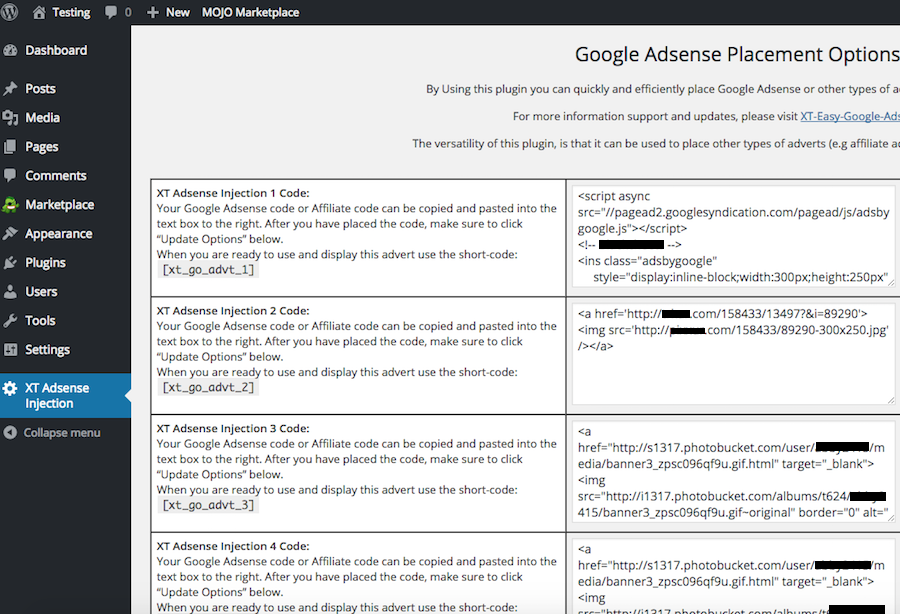 Testing 0 New MOJO Marketplace
Dashboard
Posts
Media
Pages
Comments
Marketplace
Appearance
Plugins
Users
Tools
Settings
XT Adsense
Injection
Collapse menu
Google Adsense Placement Options
By Using this plugin you can quickly and efficiently place Google Adsense or other types of
For more information support and updates, please visit XT-Easy-Google-Ads
The versatility of this plugin, is that it can be used to place other types of adverts (e.g affiliate
XT Adsense Injection 1 Code:
Your Google Adsense code or Affiliate code can be copied and pasted into the
text box to the right. After you have placed the code, make sure to click
“Update Options” below.
When you are ready to use and display this advert use the short-code:
[xt_go_advt_1]
<script async
src="//pagead2.googlesyndication.com/pagead/js/adsby
google.js"></script>
<!-- -->
<ins class="adsbygoogle"
style="display:inline-block;width:300px;height:250px"
XT Adsense Injection 2 Code:
Your Google Adsense code or Affiliate code can be copied and pasted into the
text box to the right. After you have placed the code, make sure to click
“Update Options” below.
When you are ready to use and display this advert use the short-code:
[xt_go_advt_2]
<a href='http:// .com/158433/13497?&i=89290'>
<img src='http:// .com/158433/89290-300x250.jpg'
/></a>
XT Adsense Injection 3 Code:
Your Google Adsense code or Affiliate code can be copied and pasted into the
text box to the right. After you have placed the code, make sure to click
“Update Options” below.
When you are ready to use and display this advert use the short-code:
[xt_go_advt_3]
<a
href="http://s1317.photobucket.com/user/ /m
edia/banner3_zpsc096qf9u.gif.html" target="_blank">
<img
src="http://i1317.photobucket.com/albums/t624/
415/banner3_zpsc096qf9u.gif~original" border="0" alt="
XT Adsense Injection 4 Code:
Your Google Adsense code or Affiliate code can be copied and pasted into the
text box to the right. After you have placed the code, make sure to click
“Update Options” below.
When you are ready to use and display this advert use the short-code:
<a
href="http://s1317.photobucket.com/user/ /m
edia/banner3_zpsc096qf9u.gif.html" target="_blank">
<img
src="http://i1317.photobucket.com/albums/t624/